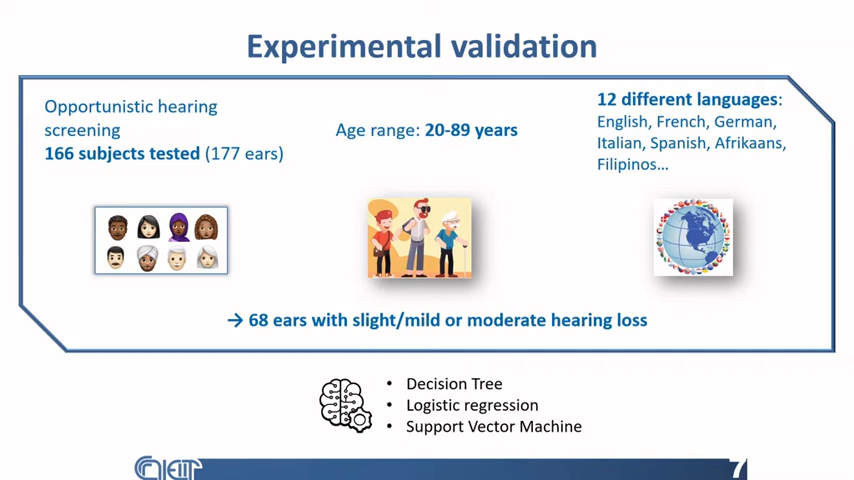 Experimental validation
Opportunistic hearing
screening
166 subjects tested (177 ears)
Age range: 20-89 years
12 different languages:
English, French, German,
Italian, Spanish, Afrikaans,
Filipinos…
→ 68 ears with slight/mild or moderate hearing loss
• Decision Tree
• Logistic regression
• Support Vector Machine
7